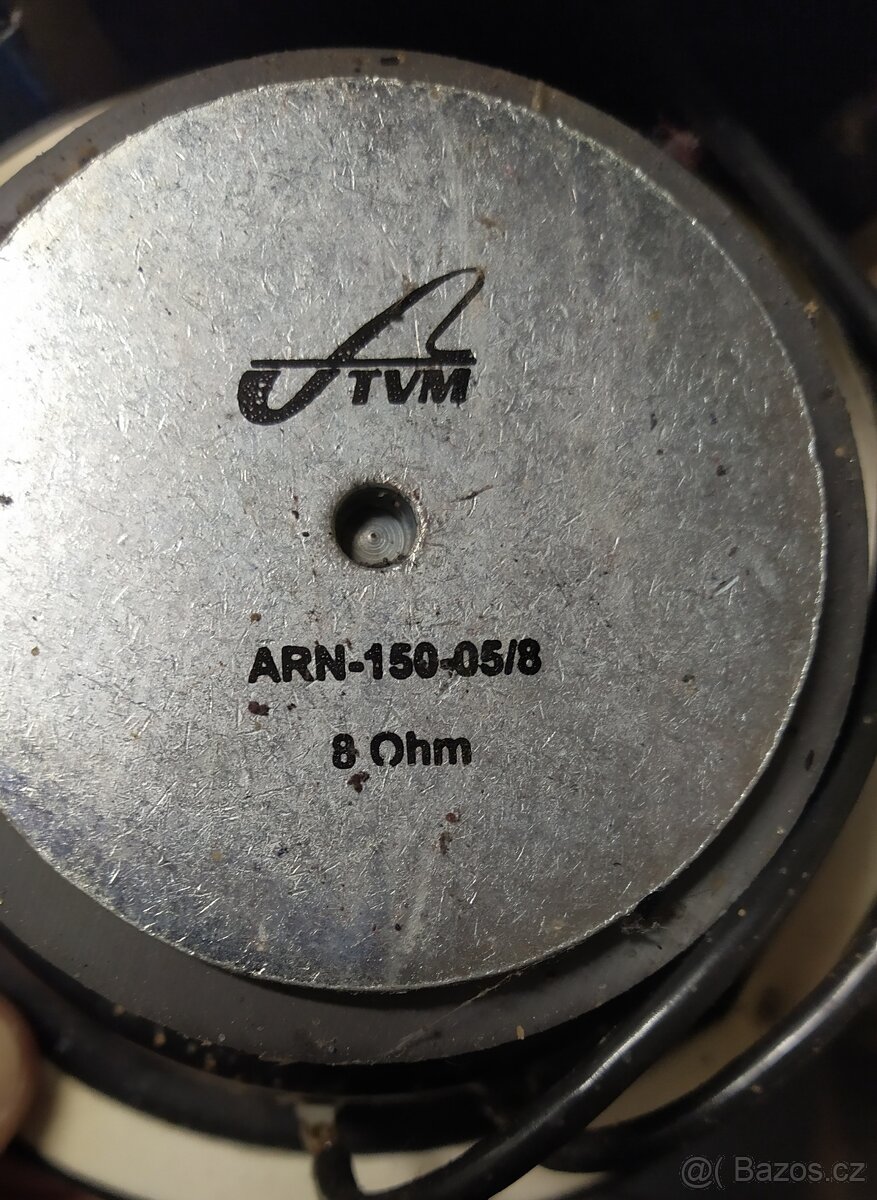 TVM
ARN-150-05/8
8 Ohm
@( Bazos.cz